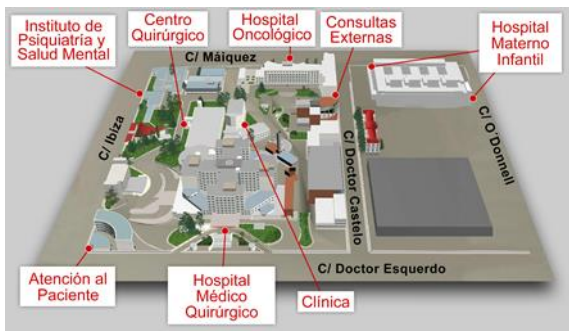 Instituto de
Psiquiatría y
Salud Mental
Centro
Quirúrgico
Hospital
Oncológico
Consultas
Externas
Hospital
Materno
Infantil
C/ Máiquez
C/ Ibiza
C/ O´Donnell
C/ Doctor Castelo
C/ Doctor Esquerdo
Atención al
Paciente
Hospital
Médico
Quirúrgico
Clínica